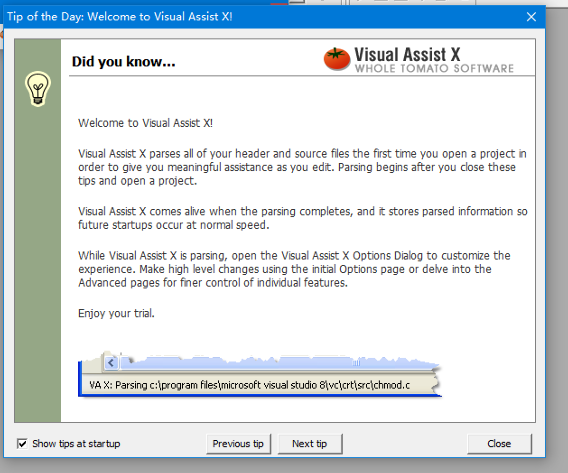 Tip of the Day: Welcome to Visual Assist X!
Did you know...
Visual Assist X
WHOLE TOMATO SOFTWARE
Welcome to Visual Assist X!
Visual Assist X parses all of your header and source files the first time you open a project in
order to give you meaningful assistance as you edit. Parsing begins after you close these
tips and open a project.
Visual Assist X comes alive when the parsing completes, and it stores parsed information so
future startups occur at normal speed.
While Visual Assist X is parsing, open the Visual Assist X Options Dialog to customize the
experience. Make high level changes using the initial Options page or delve into the
Advanced pages for finer control of individual features.
Enjoy your trial.
VA X: Parsing c:\program files\microsoft visual studio 8\vc\crt\src\chmod.c
Show tips at startup
Previous tip
Next tip
Close